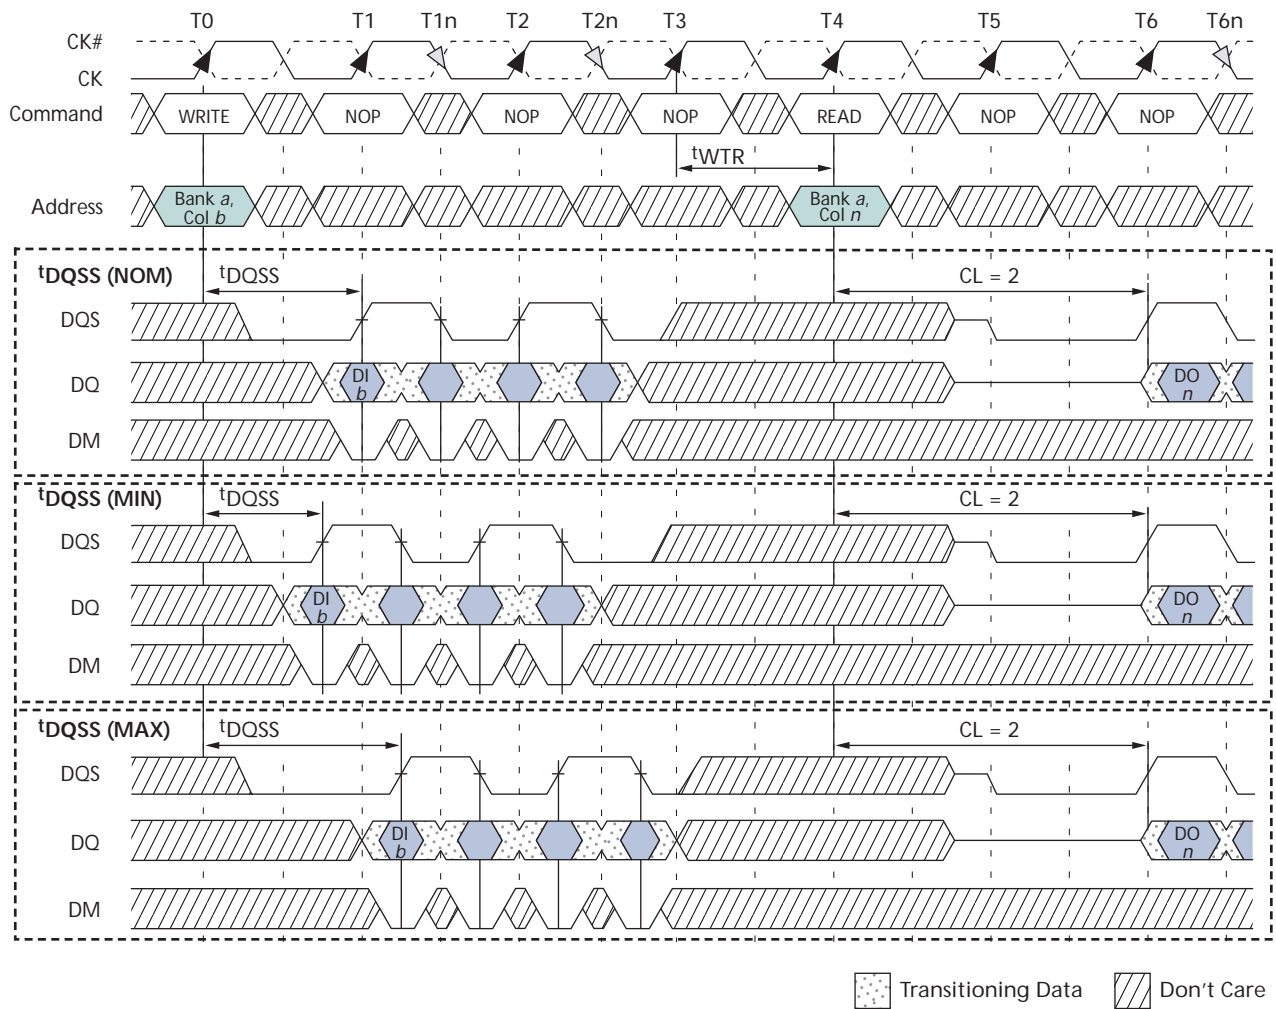 T0 T1 T1n T2 T2n T3 T4 T5 T6 T6n
CK#
CK
Command WRITE NOP NOP NOP READ NOP NOP
tWTR
Address Bank a, Col b Bank a, Col n
tDQSS (NOM) tDQSS CL = 2
DQS
DQ DI b DO n
DM
tDQSS (MIN) tDQSS CL = 2
DQS
DQ DI b DO n
DM
tDQSS (MAX) tDQSS CL = 2
DQS
DQ DI b DO n
DM
Transitioning Data Don't Care